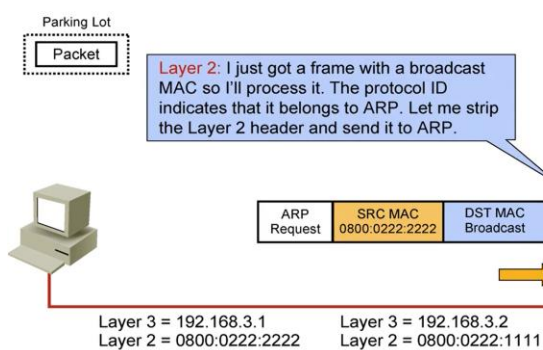 Parking Lot
Packet
Layer 2: I just got a frame with a broadcast
MAC so I'll process it. The protocol ID
indicates that it belongs to ARP. Let me strip
the Layer 2 header and send it to ARP.
ARP
Request
SRC MAC
0800:0222:2222
DST MAC
Broadcast
Layer 3 = 192.168.3.1
Layer 2 = 0800:0222:2222
Layer 3 = 192.168.3.2
Layer 2 = 0800:0222:1111